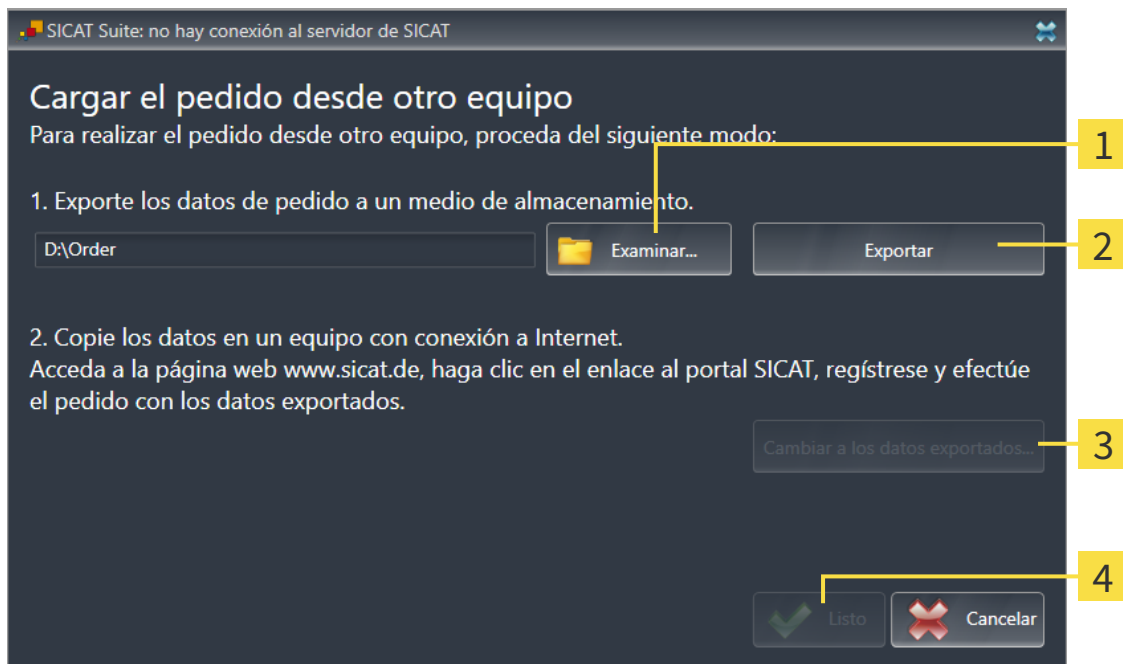 SICAT Suite: no hay conexión al servidor de SICAT
Cargar el pedido desde otro equipo
Para realizar el pedido desde otro equipo, proceda del siguiente modo:
1
1. Exporte los datos de pedido a un medio de almacenamiento.
D:\Order Examinar... Exportar 2
2. Copie los datos en un equipo con conexión a Internet.
Acceda a la página web www.sicat.de, haga clic en el enlace al portal SICAT, regístrese y efectúe
el pedido con los datos exportados.
Cambiar a los datos exportados... 3
4
Listo Cancelar